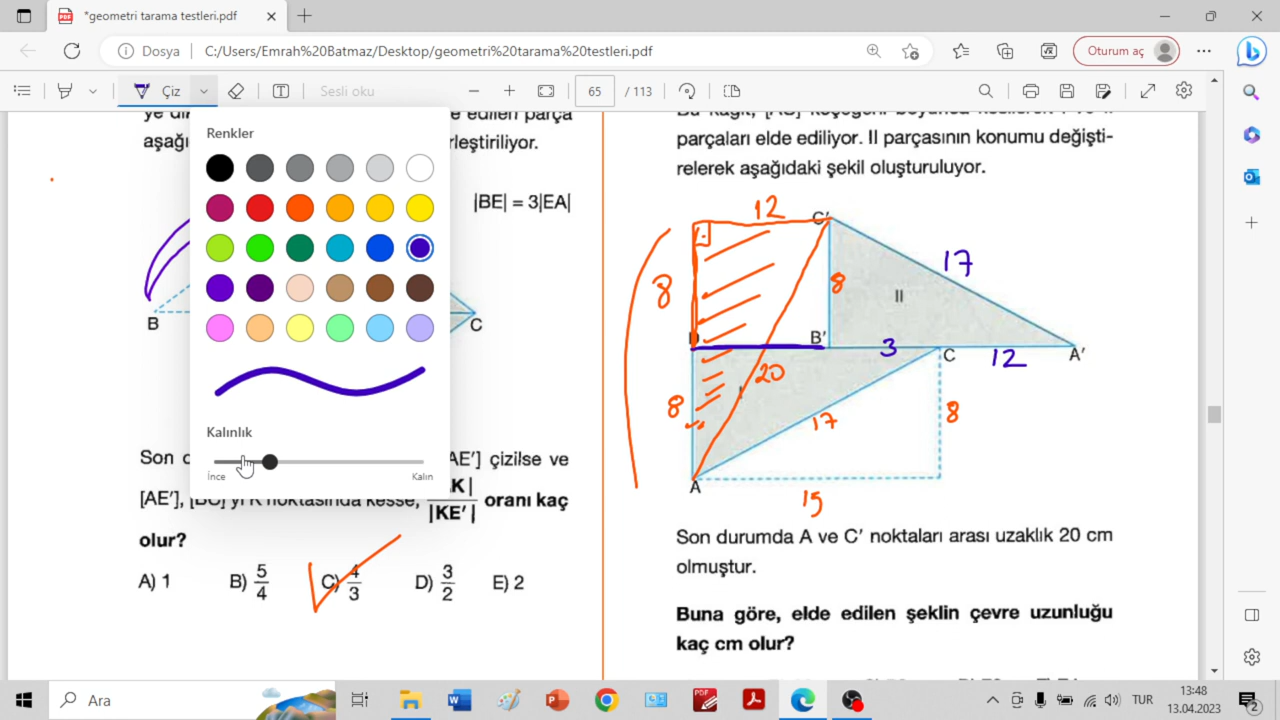 *geometri tarama testleri.pdf
Dosya
C:/Users/Emrah%20Batmaz/Desktop/geometri%20tarama%20testleri.pdf
Oturum aç
Çiz
Sesli oku
65 / 113
Renkler
Kalınlık
İnce
Kalın
e edilen parça
aşağı
rleştiriliyor.
|BE| = 3|EA|
B
C
AE′] çizilse ve
[AE′],
noktasında kesse,
|KE′|
oranı kaç
olur?
A) 1
B) 5/4
C) 4/3
D) 3/2
E) 2
parçaları elde ediliyor. II parçasının konumu değişti-
relerek aşağıdaki şekil oluşturuluyor.
12
C′
8
8
17
II
D
B′
3
C
12
A′
20
I
8
17
8
A
15
Son durumda A ve C′ noktaları arası uzaklık 20 cm
olmuştur.
Buna göre, elde edilen şeklin çevre uzunluğu
kaç cm olur?
Ara
TUR
13:48
13.04.2023
2